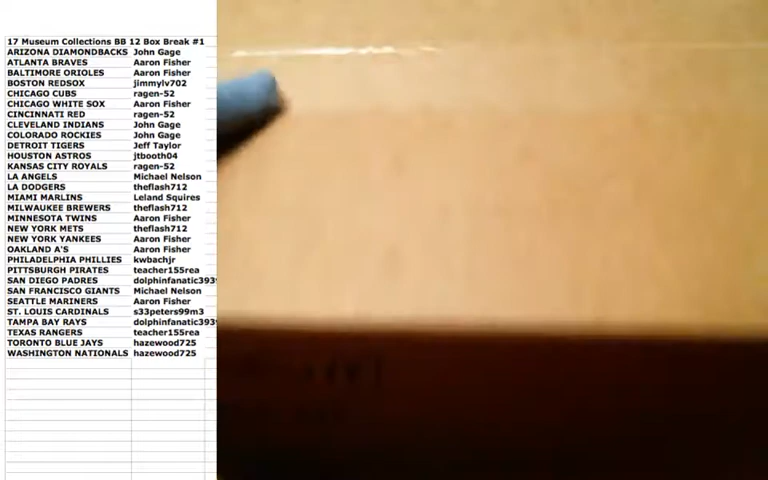 17 Museum Collections BB 12 Box Break #1
ARIZONA DIAMONDBACKS John Gage
ATLANTA BRAVES Aaron Fisher
BALTIMORE ORIOLES Aaron Fisher
BOSTON REDSOX jimmylv702
CHICAGO CUBS ragen-52
CHICAGO WHITE SOX Aaron Fisher
CINCINNATI RED ragen-52
CLEVELAND INDIANS John Gage
COLORADO ROCKIES John Gage
DETROIT TIGERS Jeff Taylor
HOUSTON ASTROS jtbooth04
KANSAS CITY ROYALS ragen-52
LA ANGELS Michael Nelson
LA DODGERS theflash712
MIAMI MARLINS Leland Squires
MILWAUKEE BREWERS theflash712
MINNESOTA TWINS Aaron Fisher
NEW YORK METS theflash712
NEW YORK YANKEES Aaron Fisher
OAKLAND A'S Aaron Fisher
PHILADELPHIA PHILLIES kwbachjr
PITTSBURGH PIRATES teacher155rea
SAN DIEGO PADRES dolphinfanatic393
SAN FRANCISCO GIANTS Michael Nelson
SEATTLE MARINERS Aaron Fisher
ST. LOUIS CARDINALS s33peters99m3
TAMPA BAY RAYS dolphinfanatic393
TEXAS RANGERS teacher155rea
TORONTO BLUE JAYS hazewood725
WASHINGTON NATIONALS hazewood725